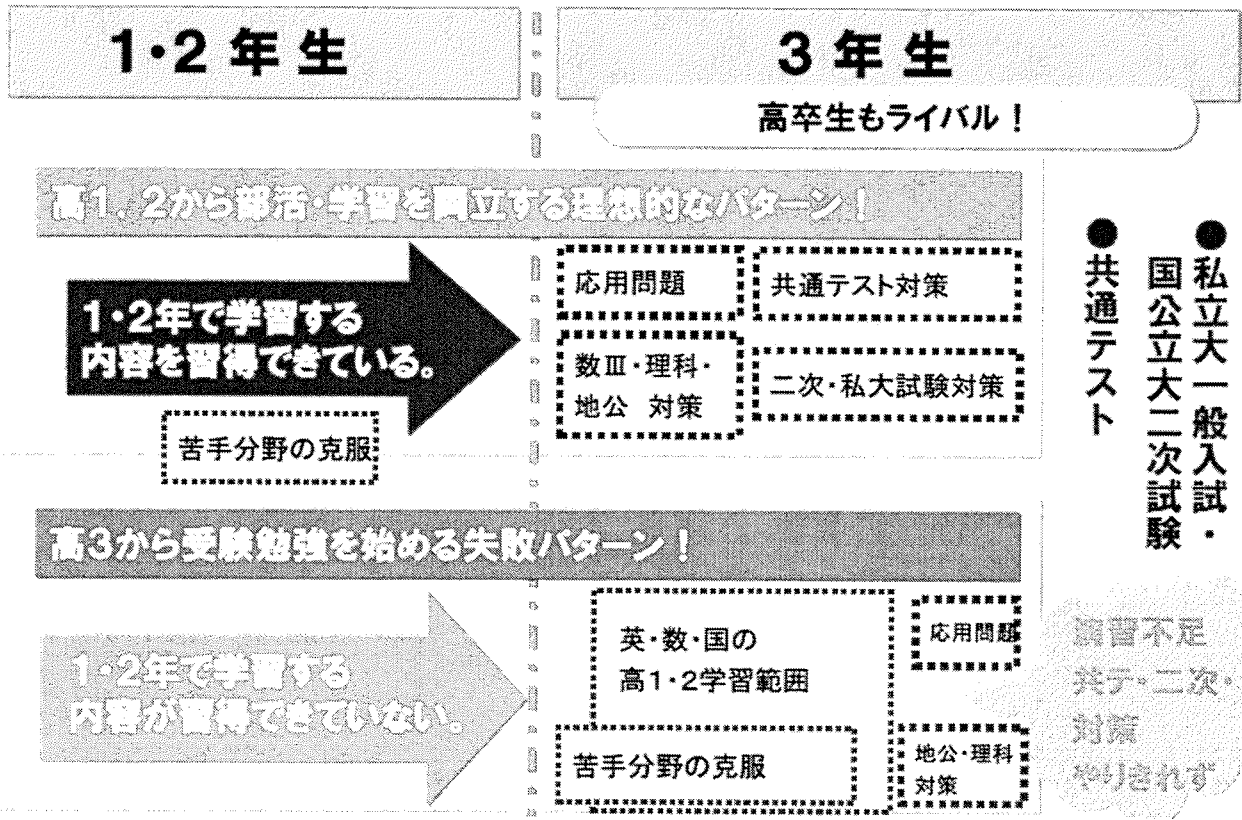 1・2年生
3年生
高卒生もライバル！
高1，2から部活・学習を両立する理想的なパターン！
1・2年で学習する
内容を習得できている。
苦手分野の克服
応用問題
共通テスト対策
数Ⅲ・理科・
地公 対策
二次・私大試験対策
高3から受験勉強を始める失敗パターン！
1・2年で学習する
内容が習得できていない。
英・数・国の
高1・2学習範囲
苦手分野の克服
応用問題
地公・理科
対策
●私立大一般入試・
国公立大二次試験
●共通テスト
演習不足
共テ・二次・
対策
やりきれず